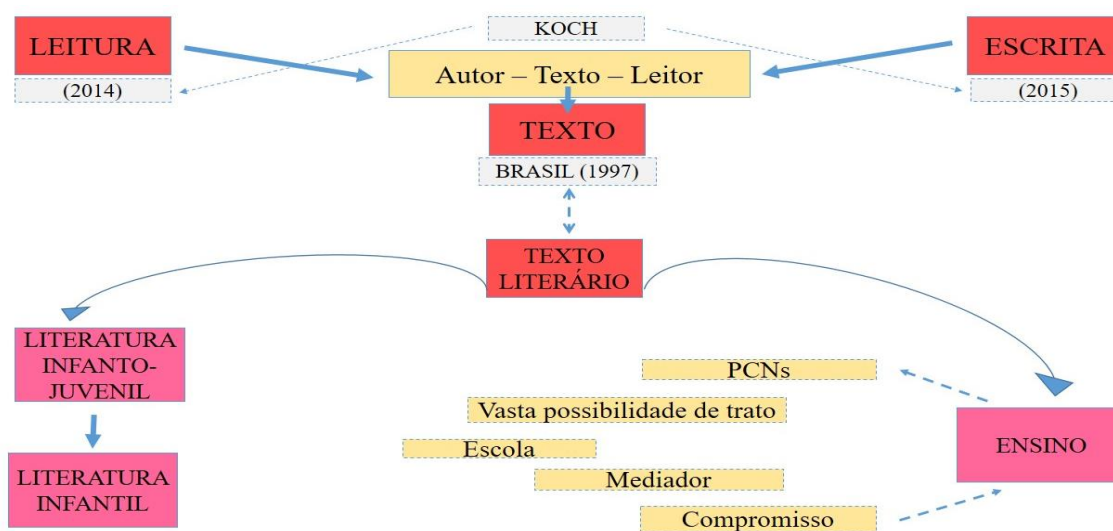 KOCH
LEITURA
ESCRITA
(2014)
Autor – Texto – Leitor
(2015)
TEXTO
BRASIL (1997)
TEXTO
LITERÁRIO
LITERATURA
INFANTO-
JUVENIL
PCNs
Vasta possibilidade de trato
Escola
ENSINO
Mediador
LITERATURA
INFANTIL
Compromisso